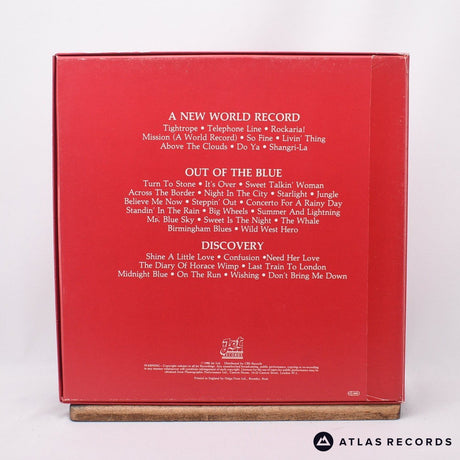 A NEW WORLD RECORD
Tightrope • Telephone Line • Rockaria!
Mission (A World Record) • So Fine • Livin' Thing
Above The Clouds • Do Ya • Shangri-La
OUT OF THE BLUE
Turn To Stone • It's Over • Sweet Talkin' Woman
Across The Border • Night In The City • Starlight • Jungle
Believe Me Now • Steppin' Out • Concerto For A Rainy Day
Standin' In The Rain • Big Wheels • Summer And Lightning
Mr. Blue Sky • Sweet Is The Night • The Whale
Birmingham Blues • Wild West Hero
DISCOVERY
Shine A Little Love • Confusion •Need Her Love
The Diary Of Horace Wimp • Last Train To London
Midnight Blue • On The Run • Wishing • Don't Bring Me Down
Jet
RECORDS
ATLAS RECORDS